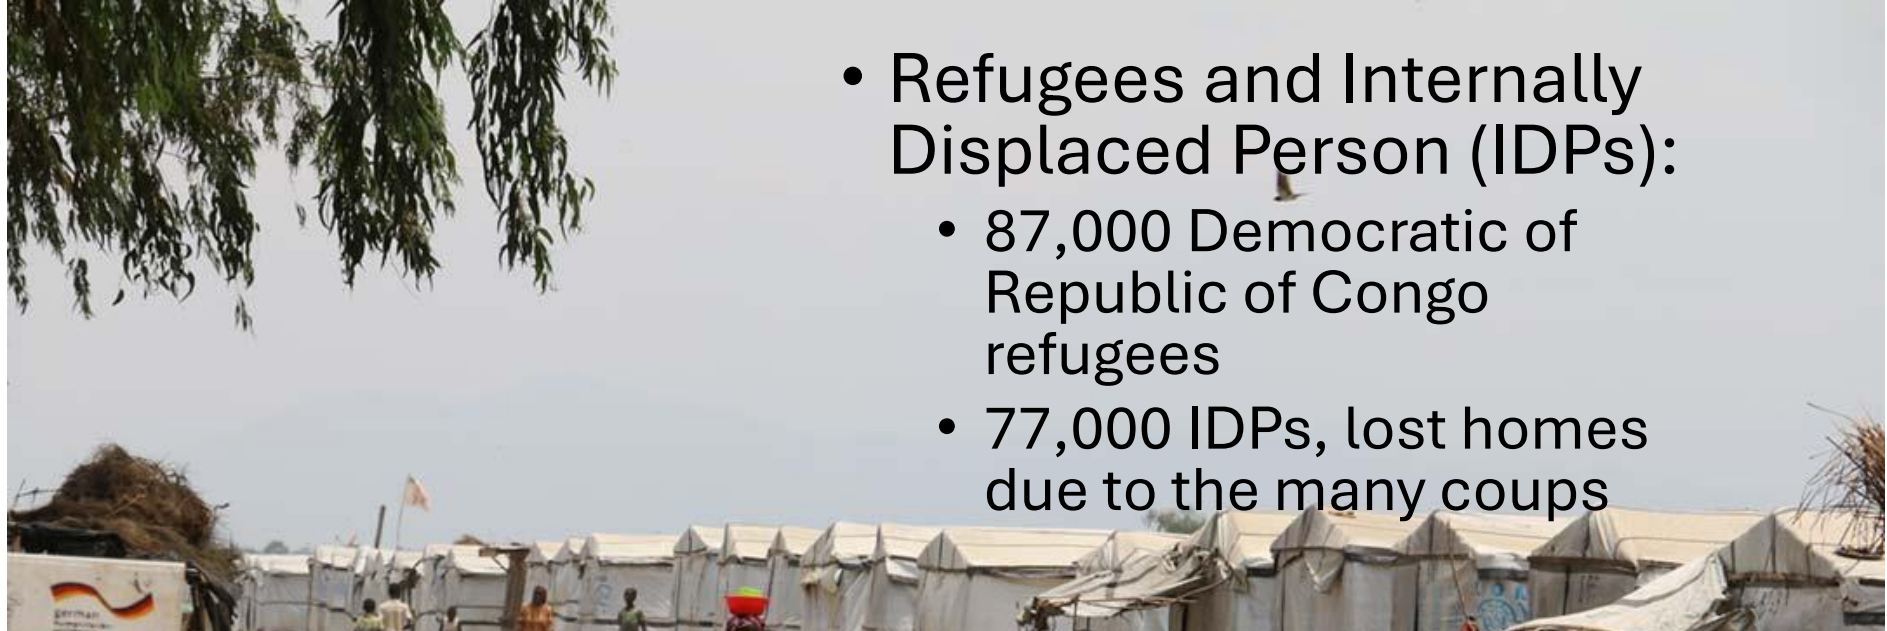 • Refugees and Internally
Displaced Person (IDPs):
• 87,000 Democratic of
Republic of Congo
refugees
• 77,000 IDPs, lost homes
due to the many coups
german